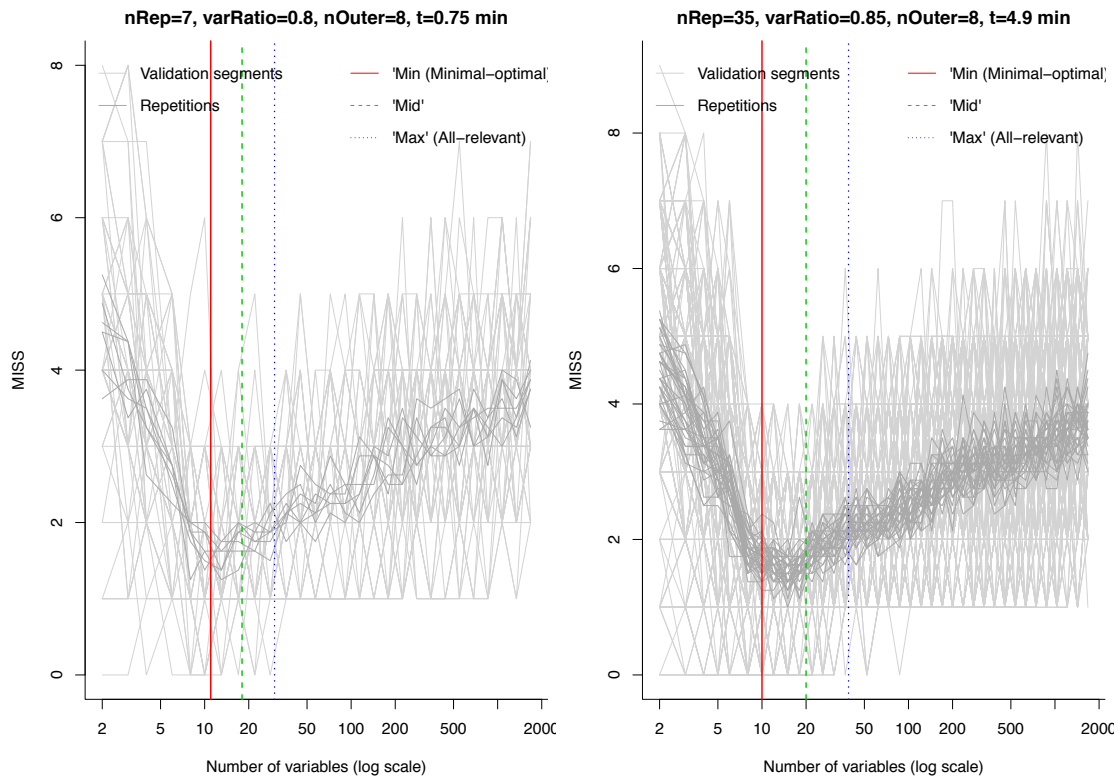 nRep=7, varRatio=0.8, nOuter=8, t=0.75 min
Validation segments
Repetitions
'Min (Minimal-optimal)
'Mid'
'Max' (All-relevant)
MISS
8
6
4
2
0
2 5 10 20 50 100 200 500 2000
Number of variables (log scale)
nRep=35, varRatio=0.85, nOuter=8, t=4.9 min
Validation segments
Repetitions
'Min (Minimal-optimal)
'Mid'
'Max' (All-relevant)
MISS
8
6
4
2
0
2 5 10 20 50 100 200 500 2000
Number of variables (log scale)